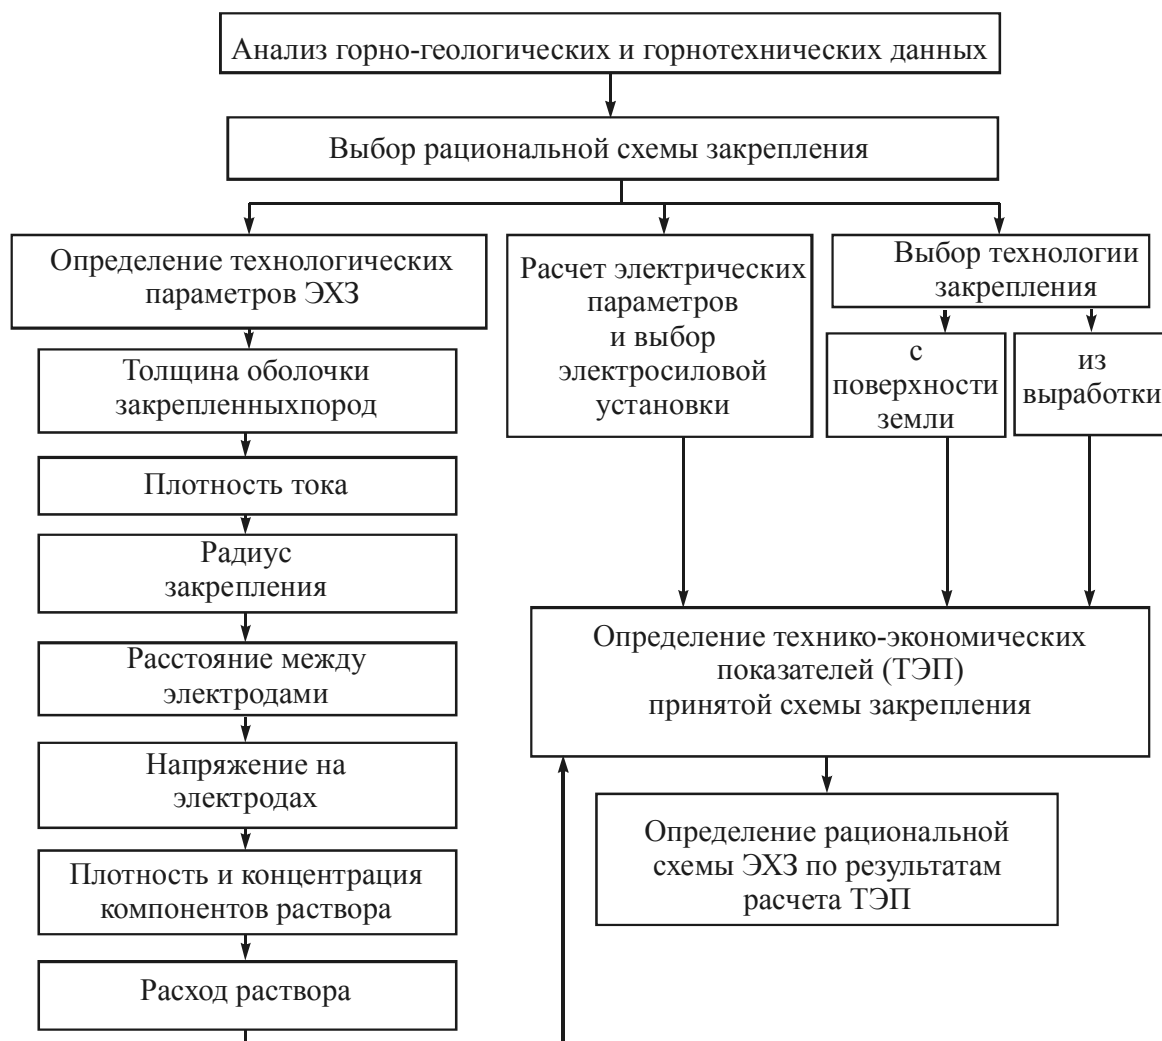 Анализ горно-геологических и горнотехнических данных
Выбор рациональной схемы закрепления
Определение технологических
параметров ЭХЗ
Толщина оболочки
закрепленныхпород
Плотность тока
Радиус
закрепления
Расстояние между
электродами
Напряжение на
электродах
Плотность и концентрация
компонентов раствора
Расход раствора
Расчет электрических
параметров
и выбор
электросиловой
установки
Выбор технологии
закрепления
с
поверхности
земли
из
выработки
Определение технико-экономических
показателей (ТЭП)
принятой схемы закрепления
Определение рациональной
схемы ЭХЗ по результатам
расчета ТЭП